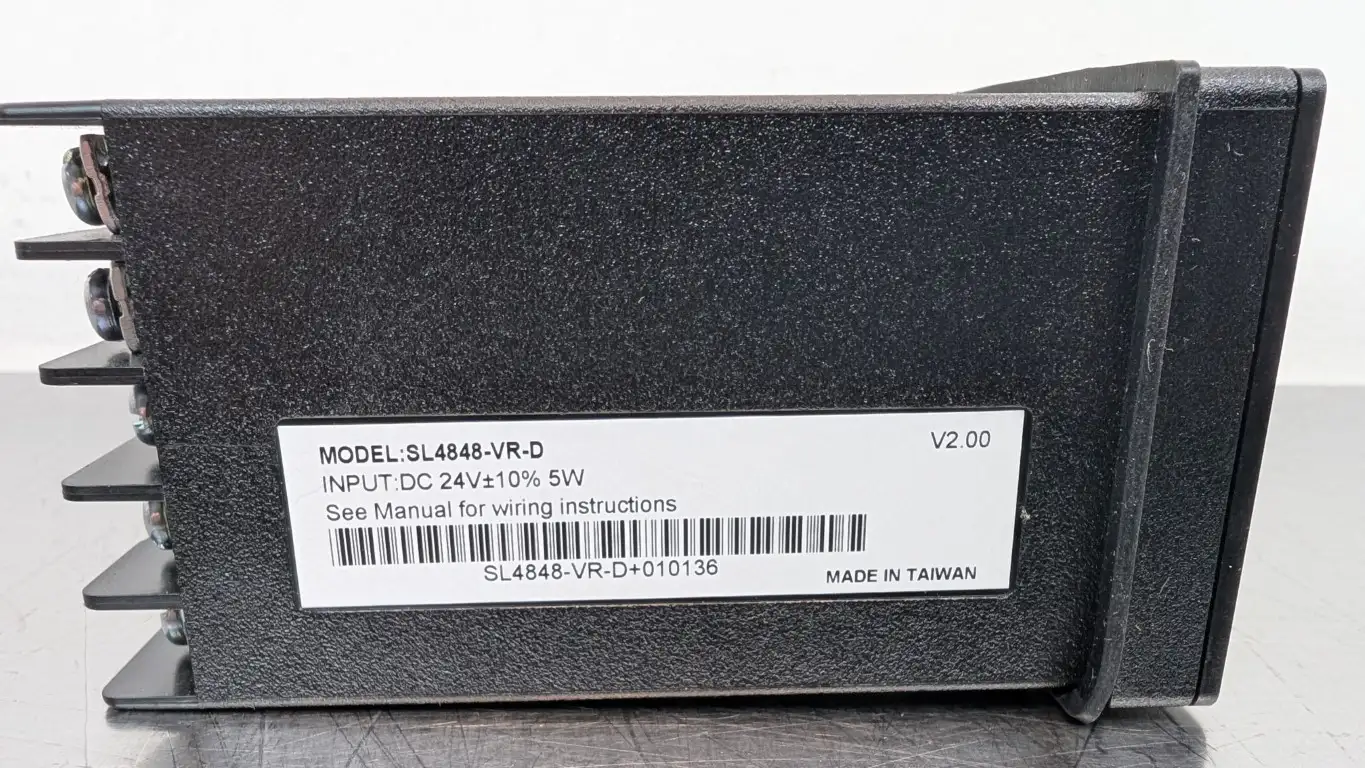 MODEL:SL4848-VR-D
V2.00
INPUT:DC 24V±10% 5W
See Manual for wiring instructions
SL4848-VR-D+010136
MADE IN TAIWAN